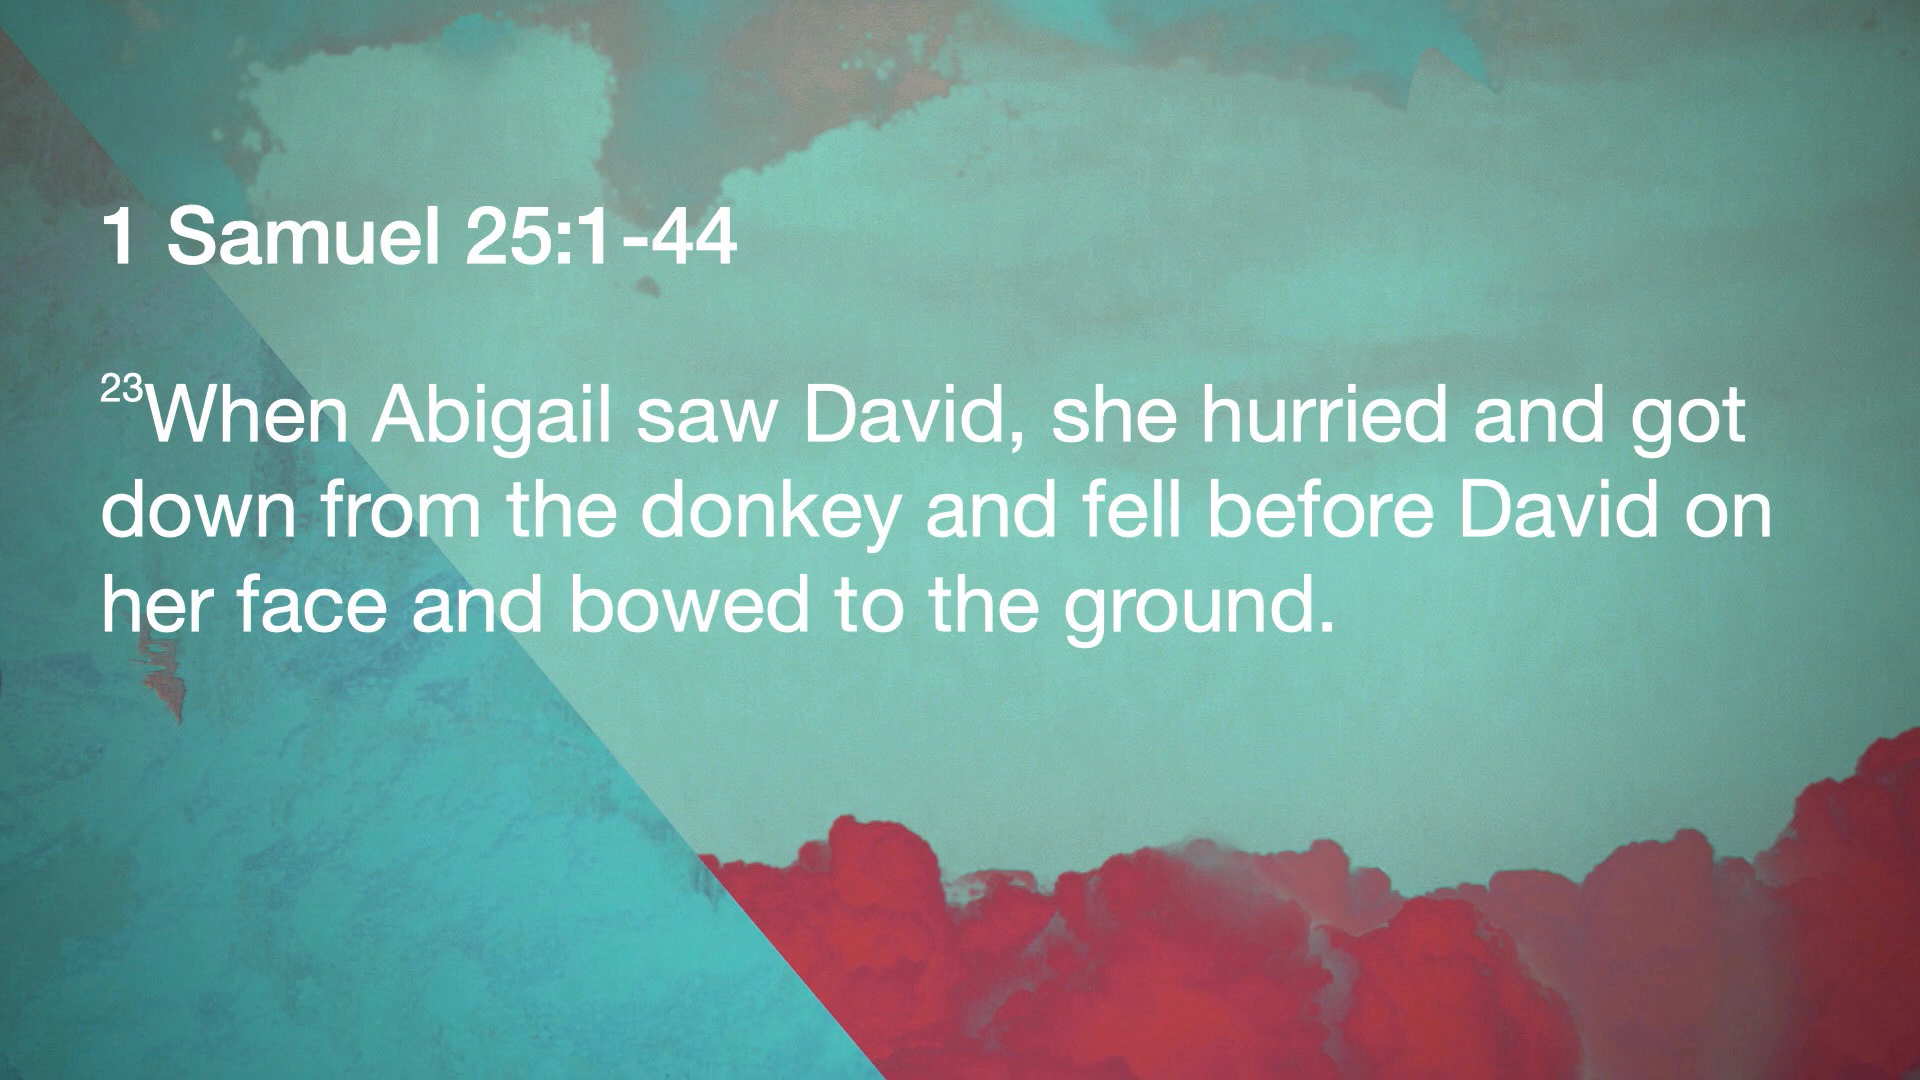 1 Samuel 25:1-44
23When Abigail saw David, she hurried and got
down from the donkey and fell before David on
her face and bowed to the ground.